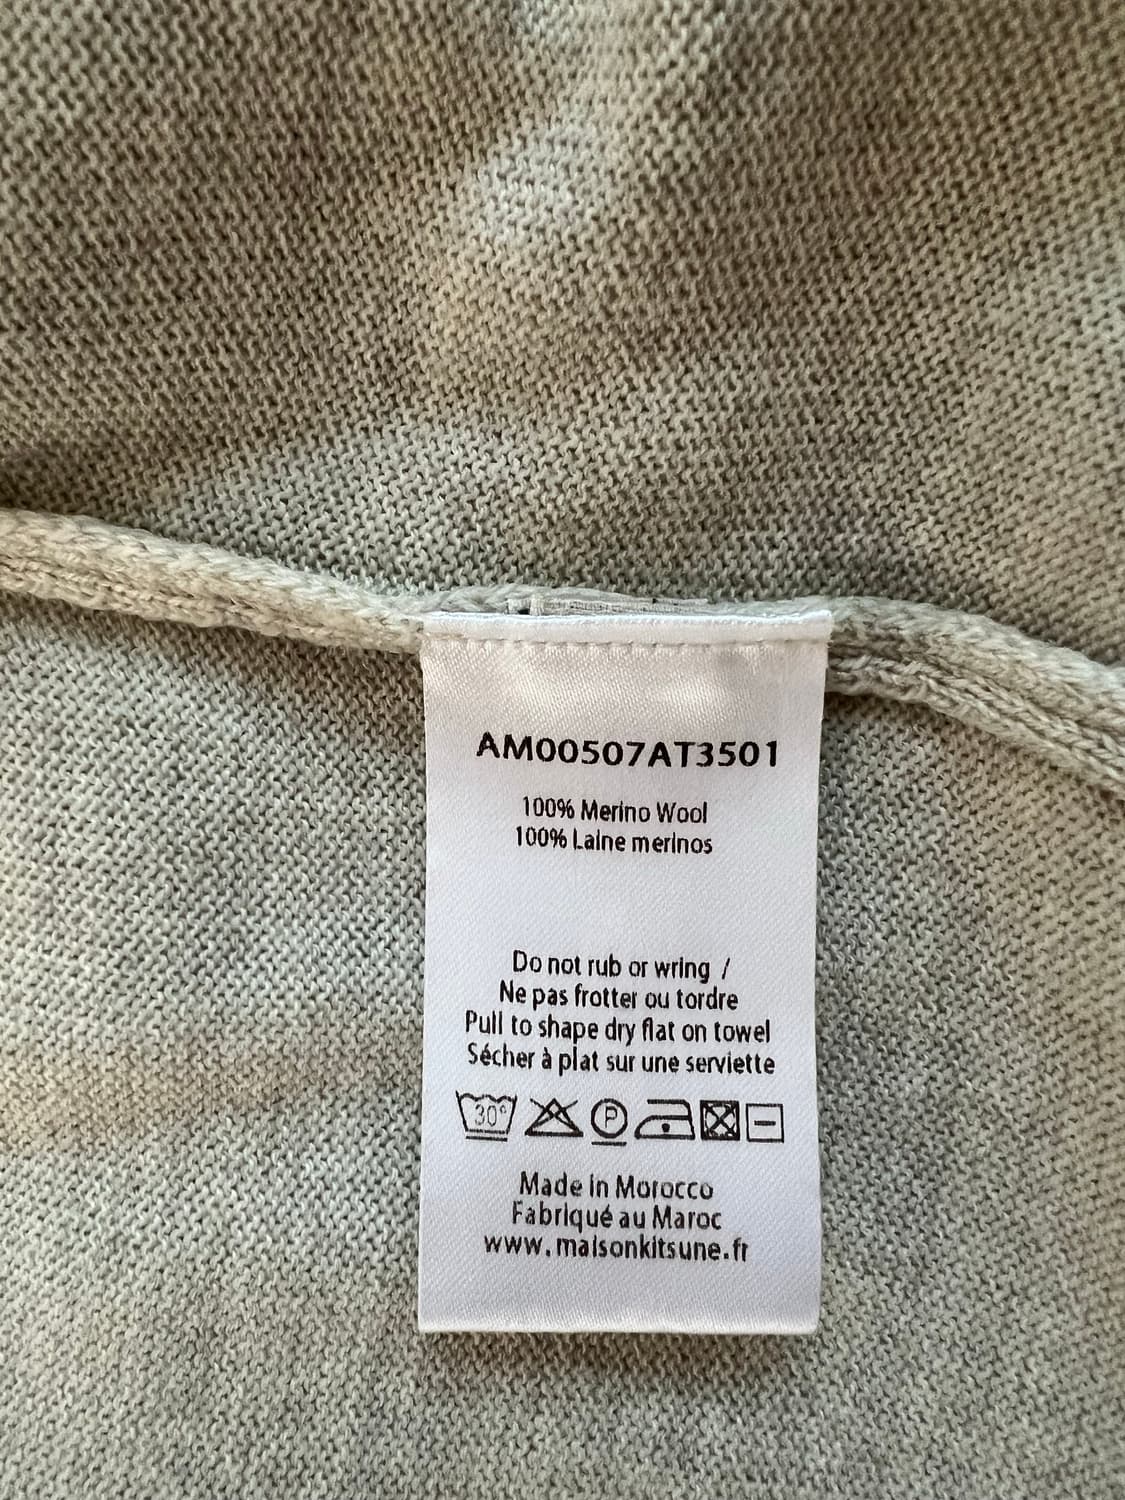 AM00507AT3501
100% Merino Wool
100% Laine merinos
Do not rub or wring /
Ne pas frotter ou tordre
Pull to shape dry flat on towel
Sécher à plat sur une serviette
30° P
Made in Morocco
Fabriqué au Maroc
www.maisonkitsune.fr